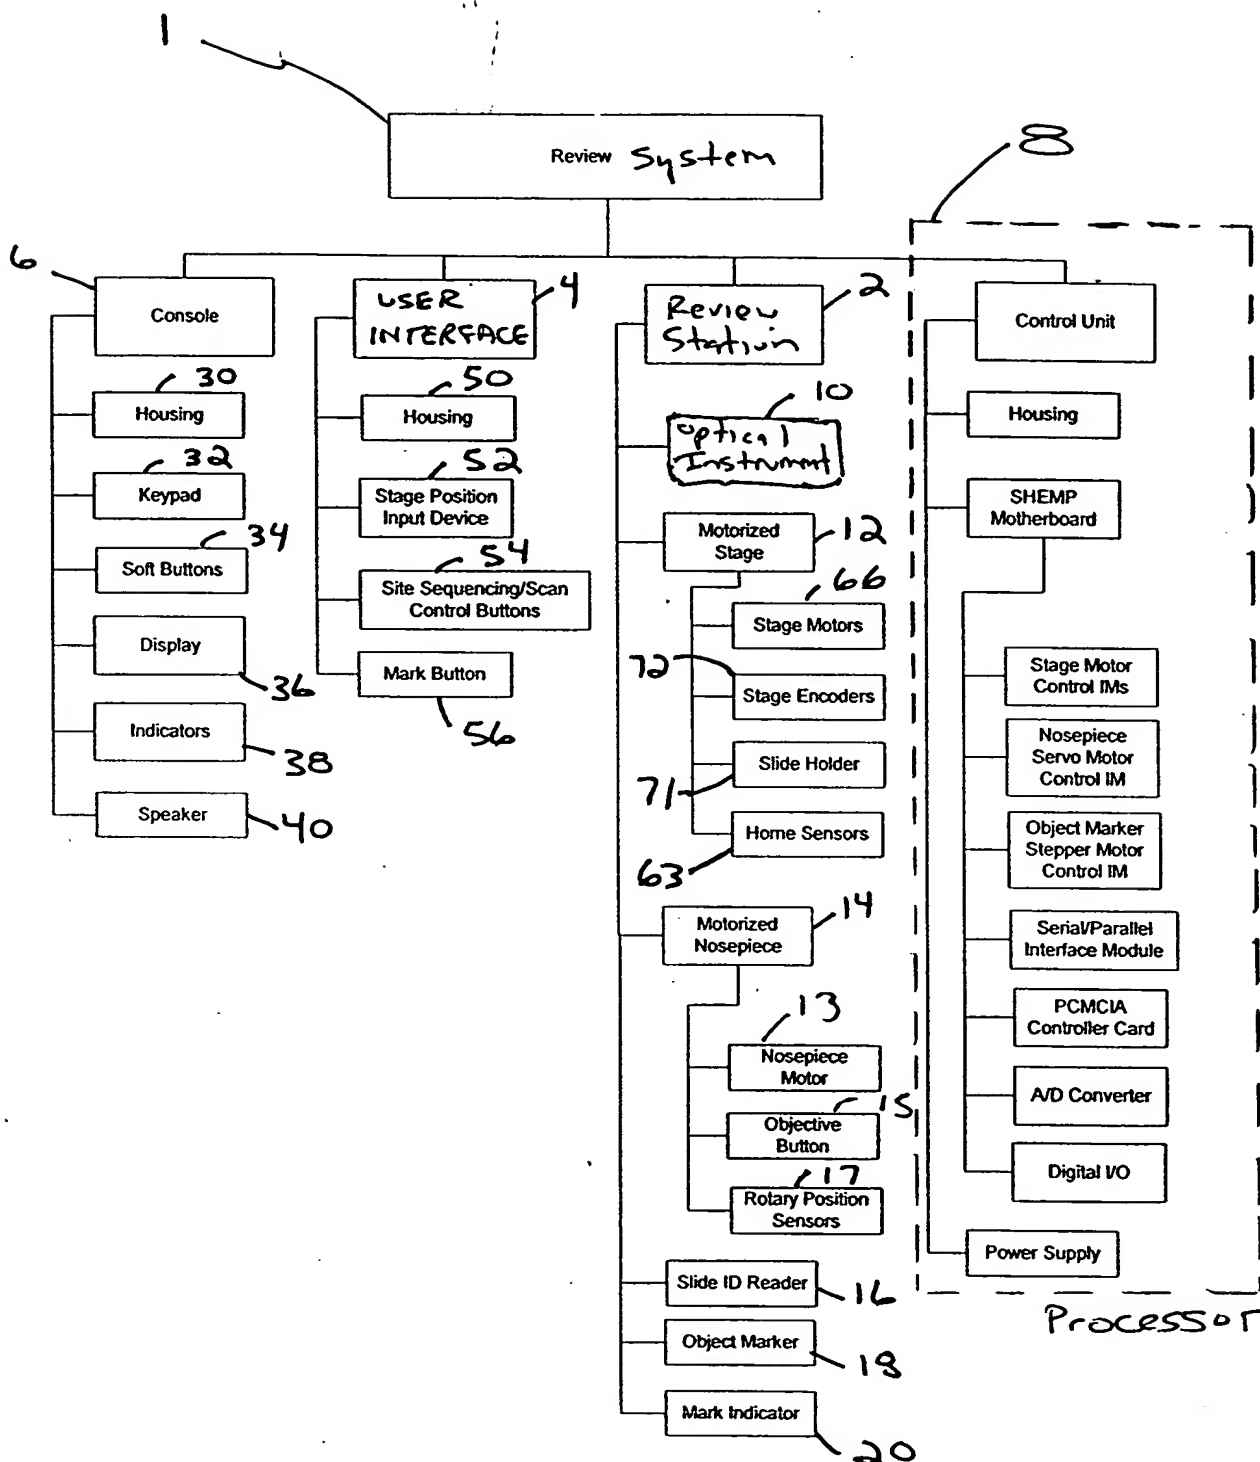 1
Review System
8
6
Console
30
Housing
32
Keypad
34
Soft Buttons
Display
36
Indicators
38
Speaker
40
4
USER
INTERFACE
50
Housing
52
Stage Position
Input Device
54
Site Sequencing/Scan
Control Buttons
Mark Button
56
2
Review
Station
10
Optical
Instrument
Motorized
Stage
12
66
Stage Motors
72
Stage Encoders
Slide Holder
71
Home Sensors
63
Motorized
Nosepiece
14
13
Nosepiece
Motor
15
Objective
Button
17
Rotary Position
Sensors
Slide ID Reader
16
Object Marker
18
Mark Indicator
20
Control Unit
Housing
SHEMP
Motherboard
Stage Motor
Control IMs
Nosepiece
Servo Motor
Control IM
Object Marker
Stepper Motor
Control IM
Serial/Parallel
Interface Module
PCMCIA
Controller Card
A/D Converter
Digital I/O
Power Supply
Processor